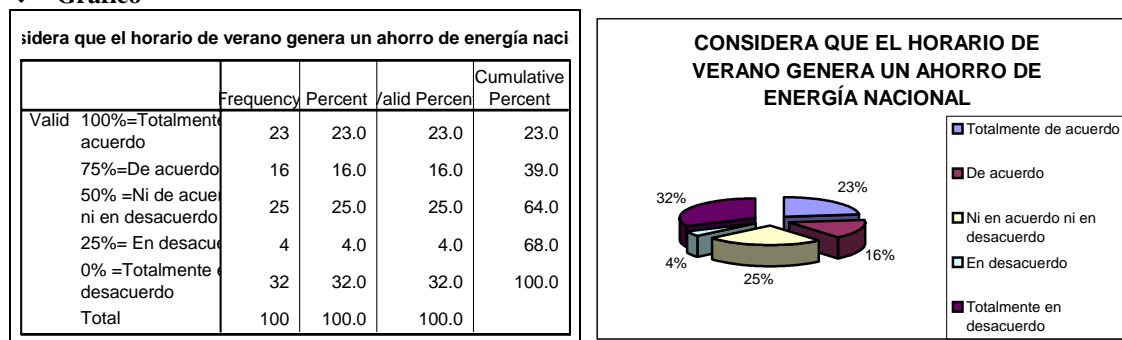 Gráfico
sidera que el horario de verano genera un ahorro de energía naci
Frequency Percent Valid Percen Cumulative Percent
Valid 100%=Totalmente acuerdo 23 23.0 23.0 23.0
75%=De acuerdo 16 16.0 16.0 39.0
50% =Ni de acuer ni en desacuerdo 25 25.0 25.0 64.0
25%= En desacue 4 4.0 4.0 68.0
0% =Totalmente e desacuerdo 32 32.0 32.0 100.0
Total 100 100.0 100.0
CONSIDERA QUE EL HORARIO DE
VERANO GENERA UN AHORRO DE
ENERGÍA NACIONAL
23%
16%
25%
4%
32%
Totalmente de acuerdo
De acuerdo
Ni en acuerdo ni en
desacuerdo
En desacuerdo
Totalmente en
desacuerdo